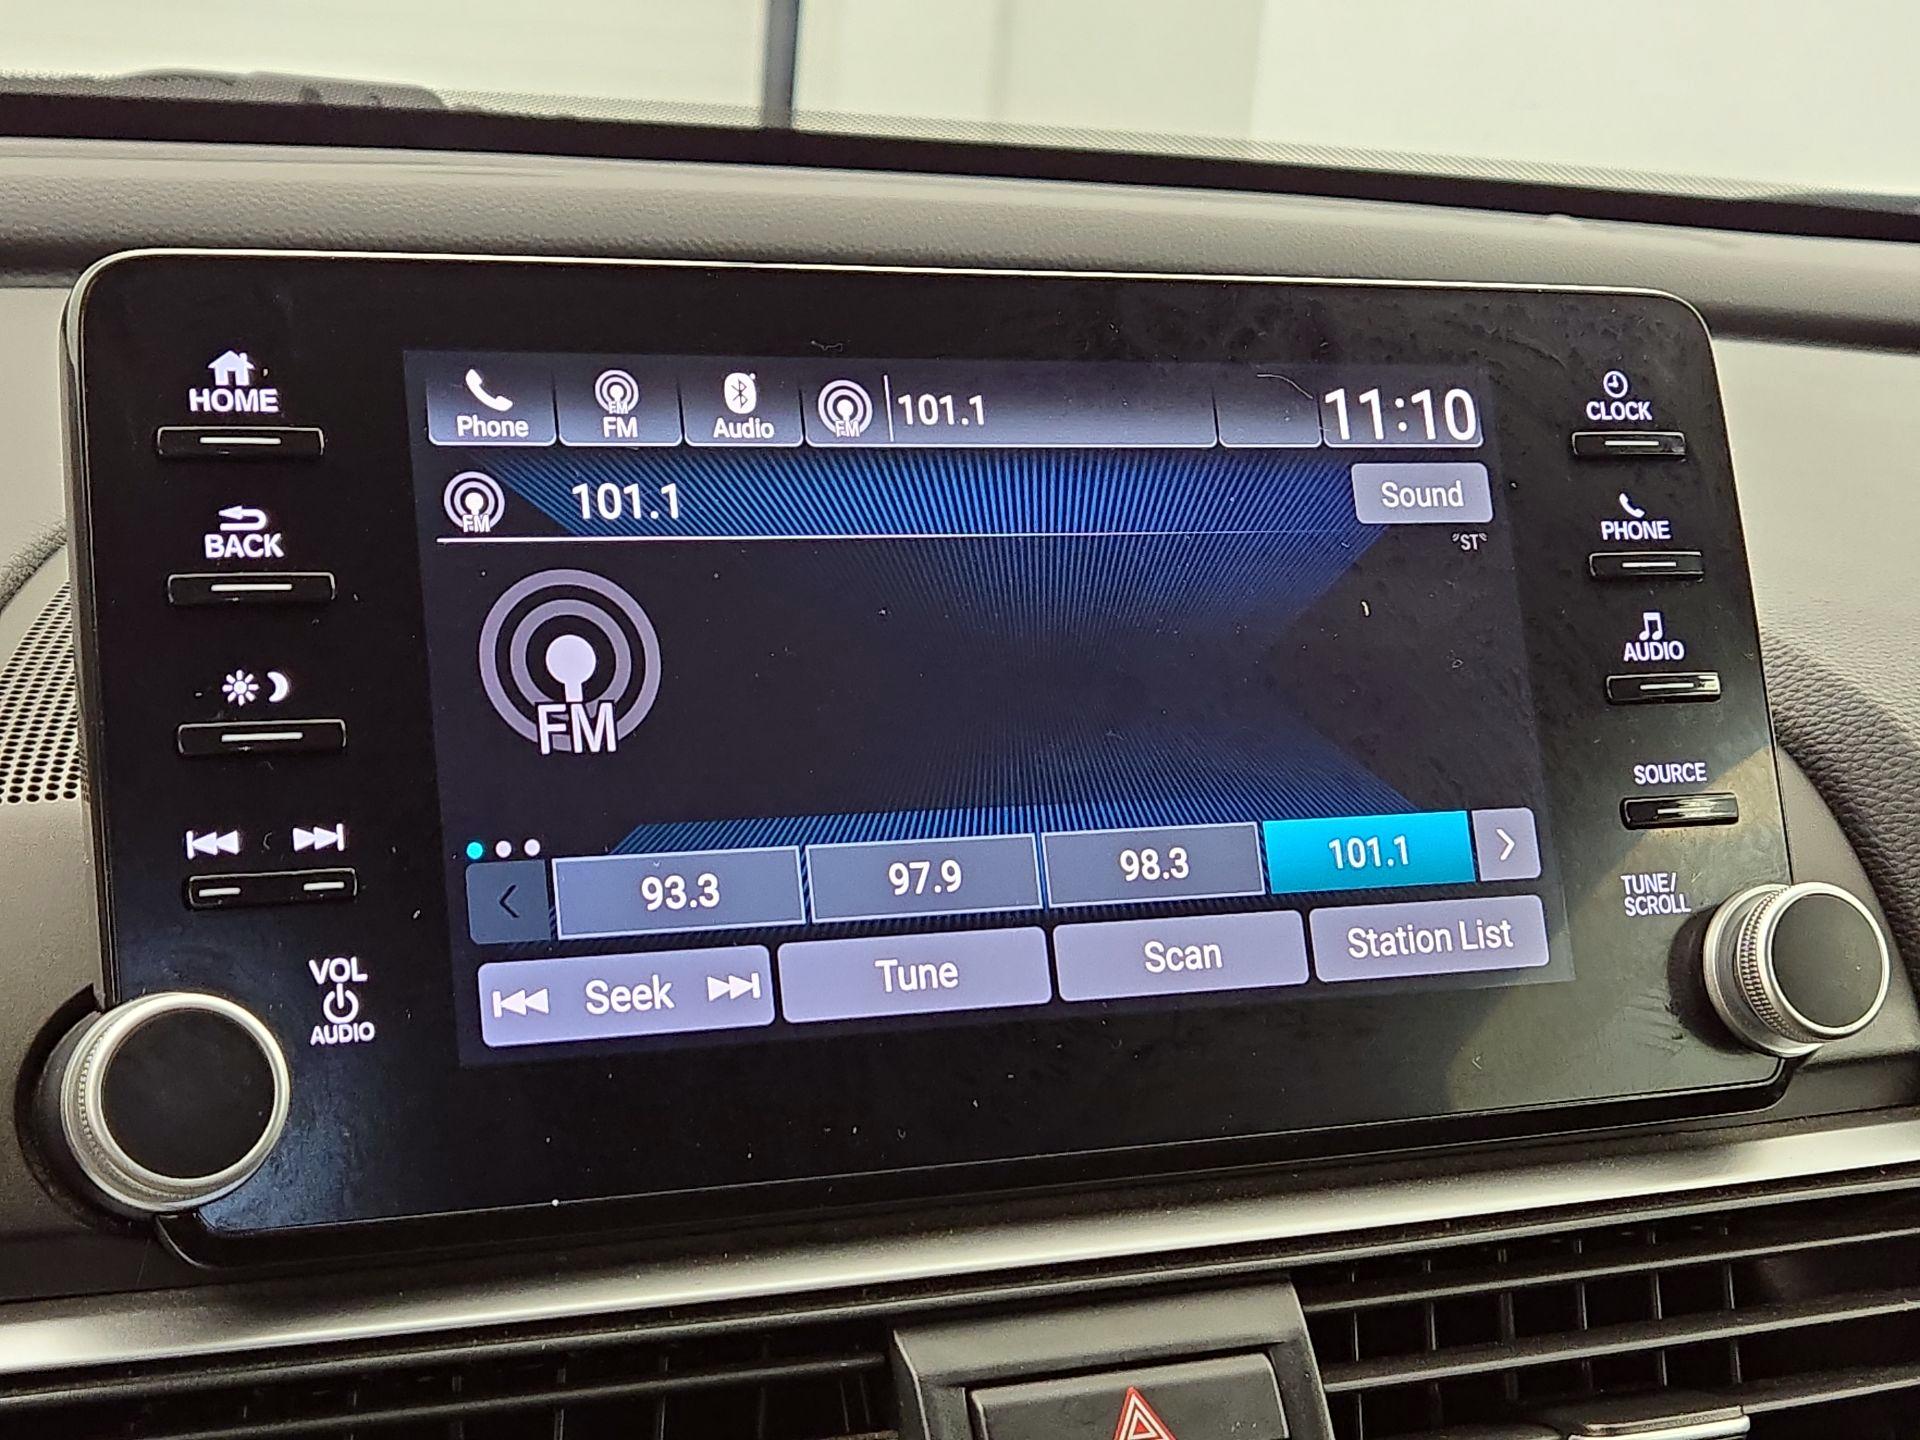 HOME
BACK
VOL
AUDIO
Phone
FM
FM
Audio
FM
101.1
11:10
FM
101.1
Sound
ST
FM
93.3
97.9
98.3
101.1
Seek
Tune
Scan
Station List
CLOCK
PHONE
AUDIO
SOURCE
TUNE/
SCROLL